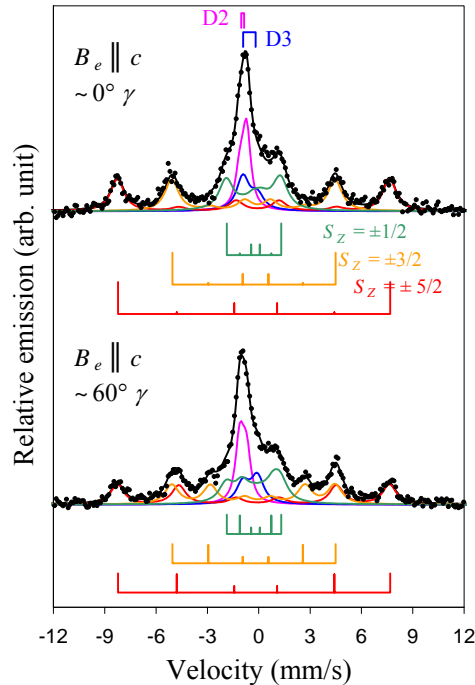 D2
D3
B_e ∥ c
~ 0° γ
S_Z = ±1/2
S_Z = ±3/2
S_Z = ± 5/2
B_e ∥ c
~ 60° γ
Relative emission (arb. unit)
-12 -9 -6 -3 0 3 6 9 12
Velocity (mm/s)